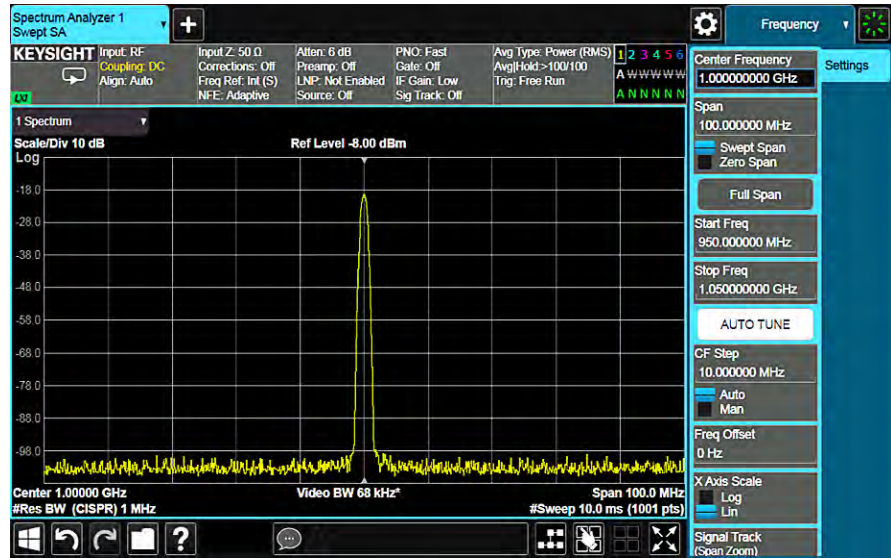 Spectrum Analyzer 1
Swept SA
Frequency
KEYSIGHT
Input: RF
Coupling: DC
Align: Auto
Input Z: 50 Ω
Corrections: Off
Freq Ref: Int (S)
NFE: Adaptive
Atten: 6 dB
Preamp: Off
LNP: Not Enabled
Source: Off
PNO: Fast
Gate: Off
IF Gain: Low
Sig Track: Off
Avg Type: Power (RMS)
Avg|Hold:>100/100
Trig: Free Run
1 2 3 4 5 6
A W W W W W
A N N N N N
LXI
1 Spectrum
Scale/Div 10 dB
Ref Level -8.00 dBm
Log
-18.0
-28.0
-38.0
-48.0
-58.0
-68.0
-78.0
-88.0
-98.0
Center 1.00000 GHz
Video BW 68 kHz*
Span 100.0 MHz
#Res BW (CISPR) 1 MHz
#Sweep 10.0 ms (1001 pts)
?
Center Frequency
1.000000000 GHz
Settings
Span
100.000000 MHz
Swept Span
Zero Span
Full Span
Start Freq
950.000000 MHz
Stop Freq
1.050000000 GHz
AUTO TUNE
CF Step
10.000000 MHz
Auto
Man
Freq Offset
0 Hz
X Axis Scale
Log
Lin
Signal Track
(Span Zoom)